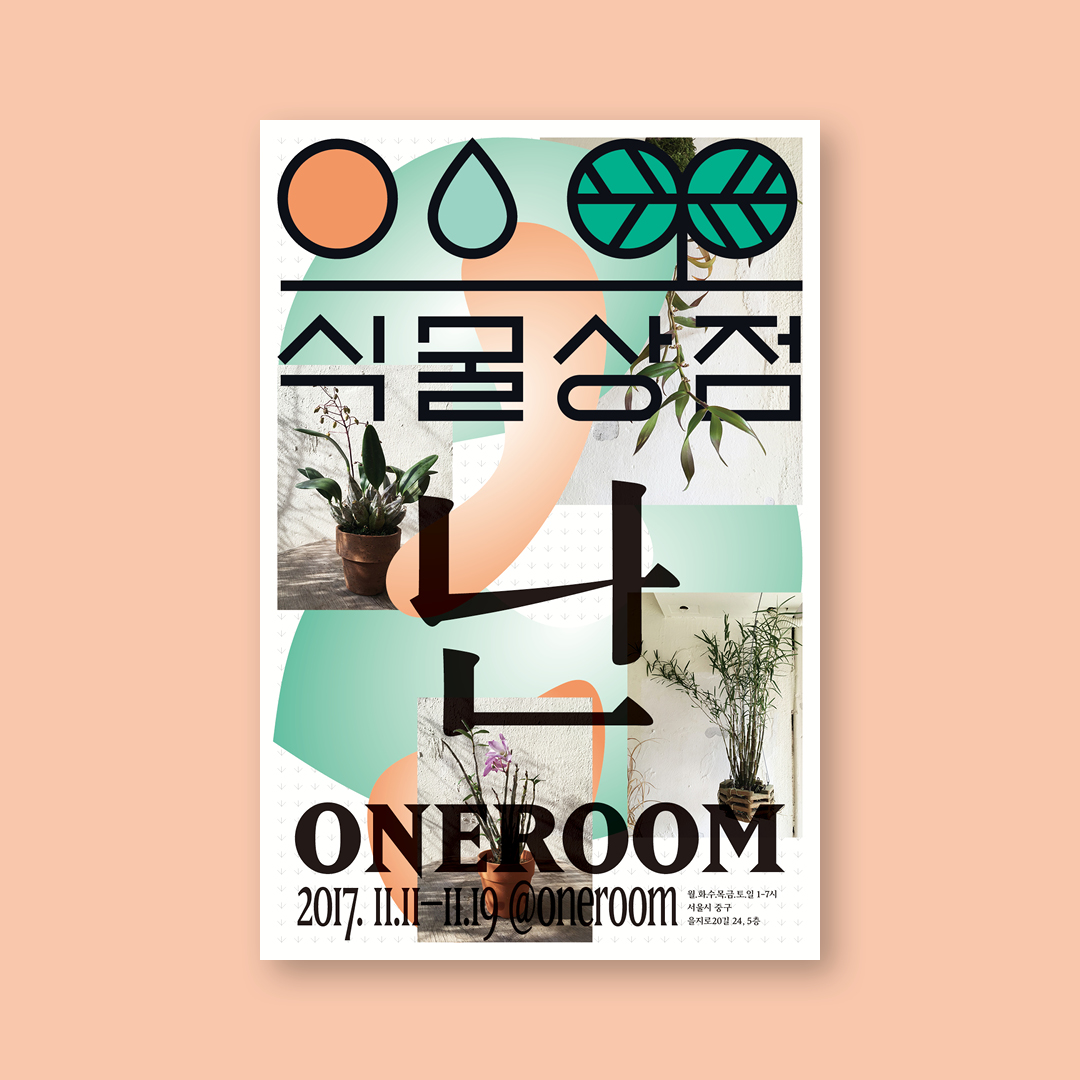 식물상점
난
ONEROOM
2017. 11.11–11.19 @oneroom
월.화.수.목.금.토.일 1-7시
서울시 중구
을지로20길 24, 5층